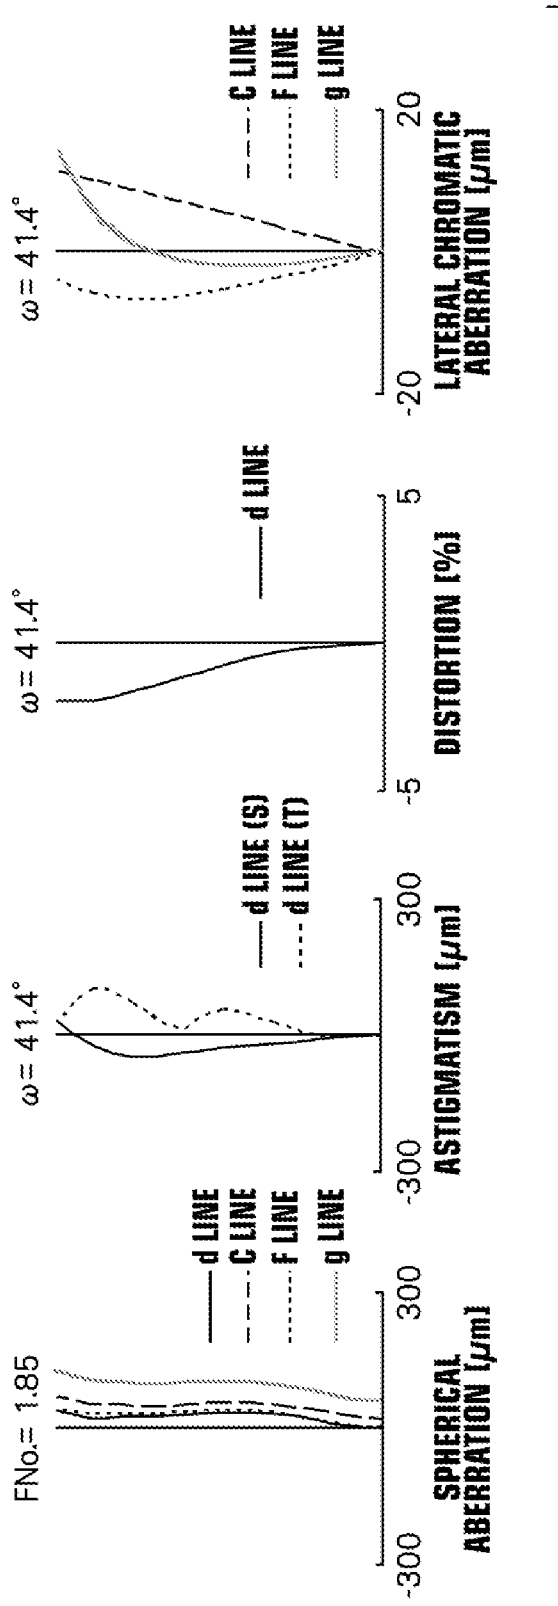 FNo.= 1.85
d LINE
C LINE
F LINE
g LINE
-300
300
SPHERICAL
ABERRATION [μm]
ω= 41.4°
d LINE (S)
d LINE (T)
-300
300
ASTIGMATISM [μm]
ω= 41.4°
d LINE
-5
5
DISTORTION [%]
ω= 41.4°
C LINE
F LINE
g LINE
-20
20
LATERAL CHROMATIC
ABERRATION [μm]